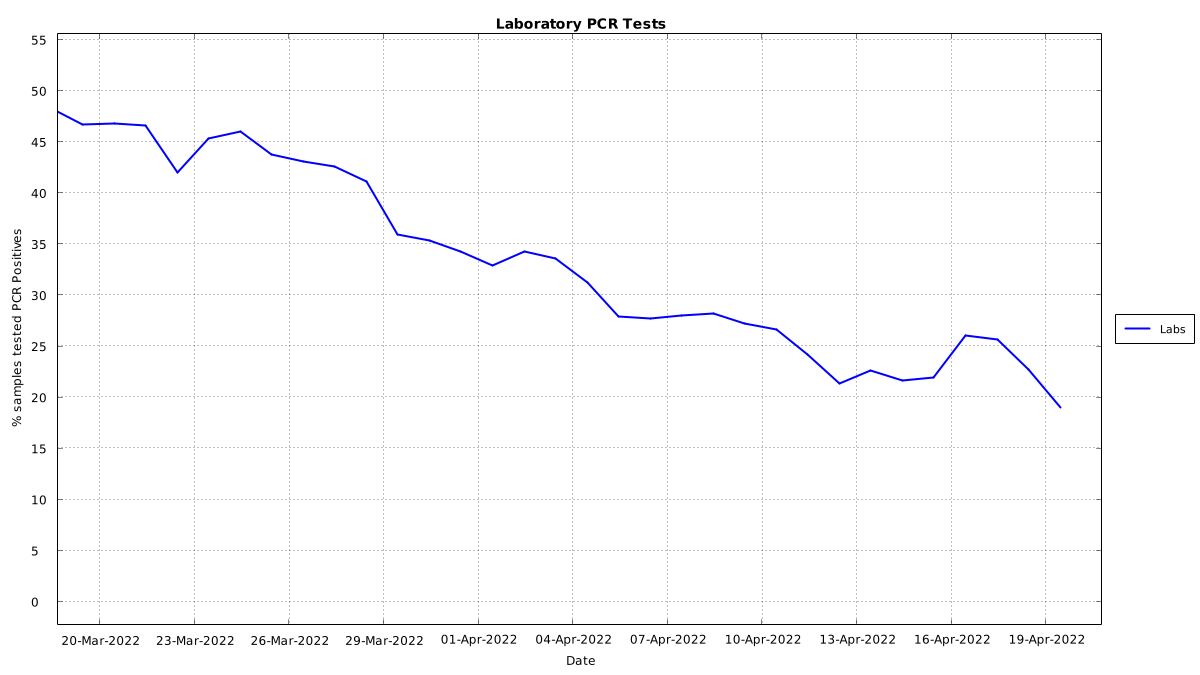 Laboratory PCR Tests
55
50
45
40
35
30
25
20
15
10
5
0
% samples tested PCR Positives
20-Mar-2022 23-Mar-2022 26-Mar-2022 29-Mar-2022 01-Apr-2022 04-Apr-2022 07-Apr-2022 10-Apr-2022 13-Apr-2022 16-Apr-2022 19-Apr-2022
Date
Labs